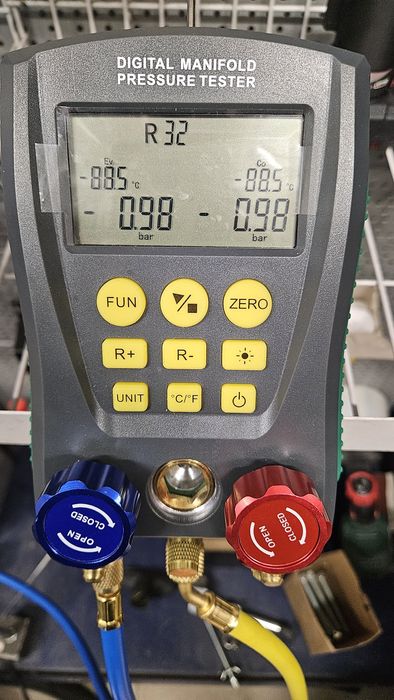 DIGITAL MANIFOLD
PRESSURE TESTER
R 32
Ev Co
-88.5 °C -88.5 °C
- 0.98 - 0.98
bar bar
FUN ZERO
R+ R-
UNIT °C/°F
CLOSED
OPEN
CLOSED
OPEN